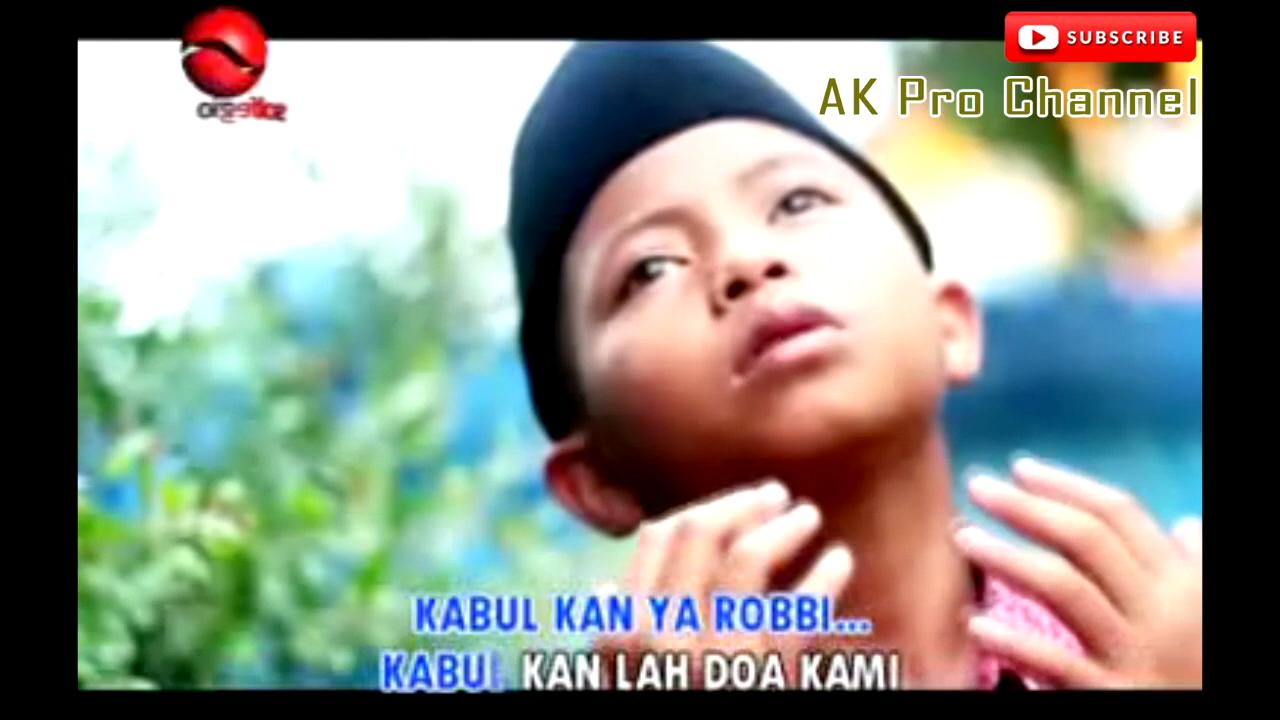 SUBSCRIBE
AK Pro Channel
KABUL KAN YA ROBBI...
KABUL KAN LAH DOA KAMI